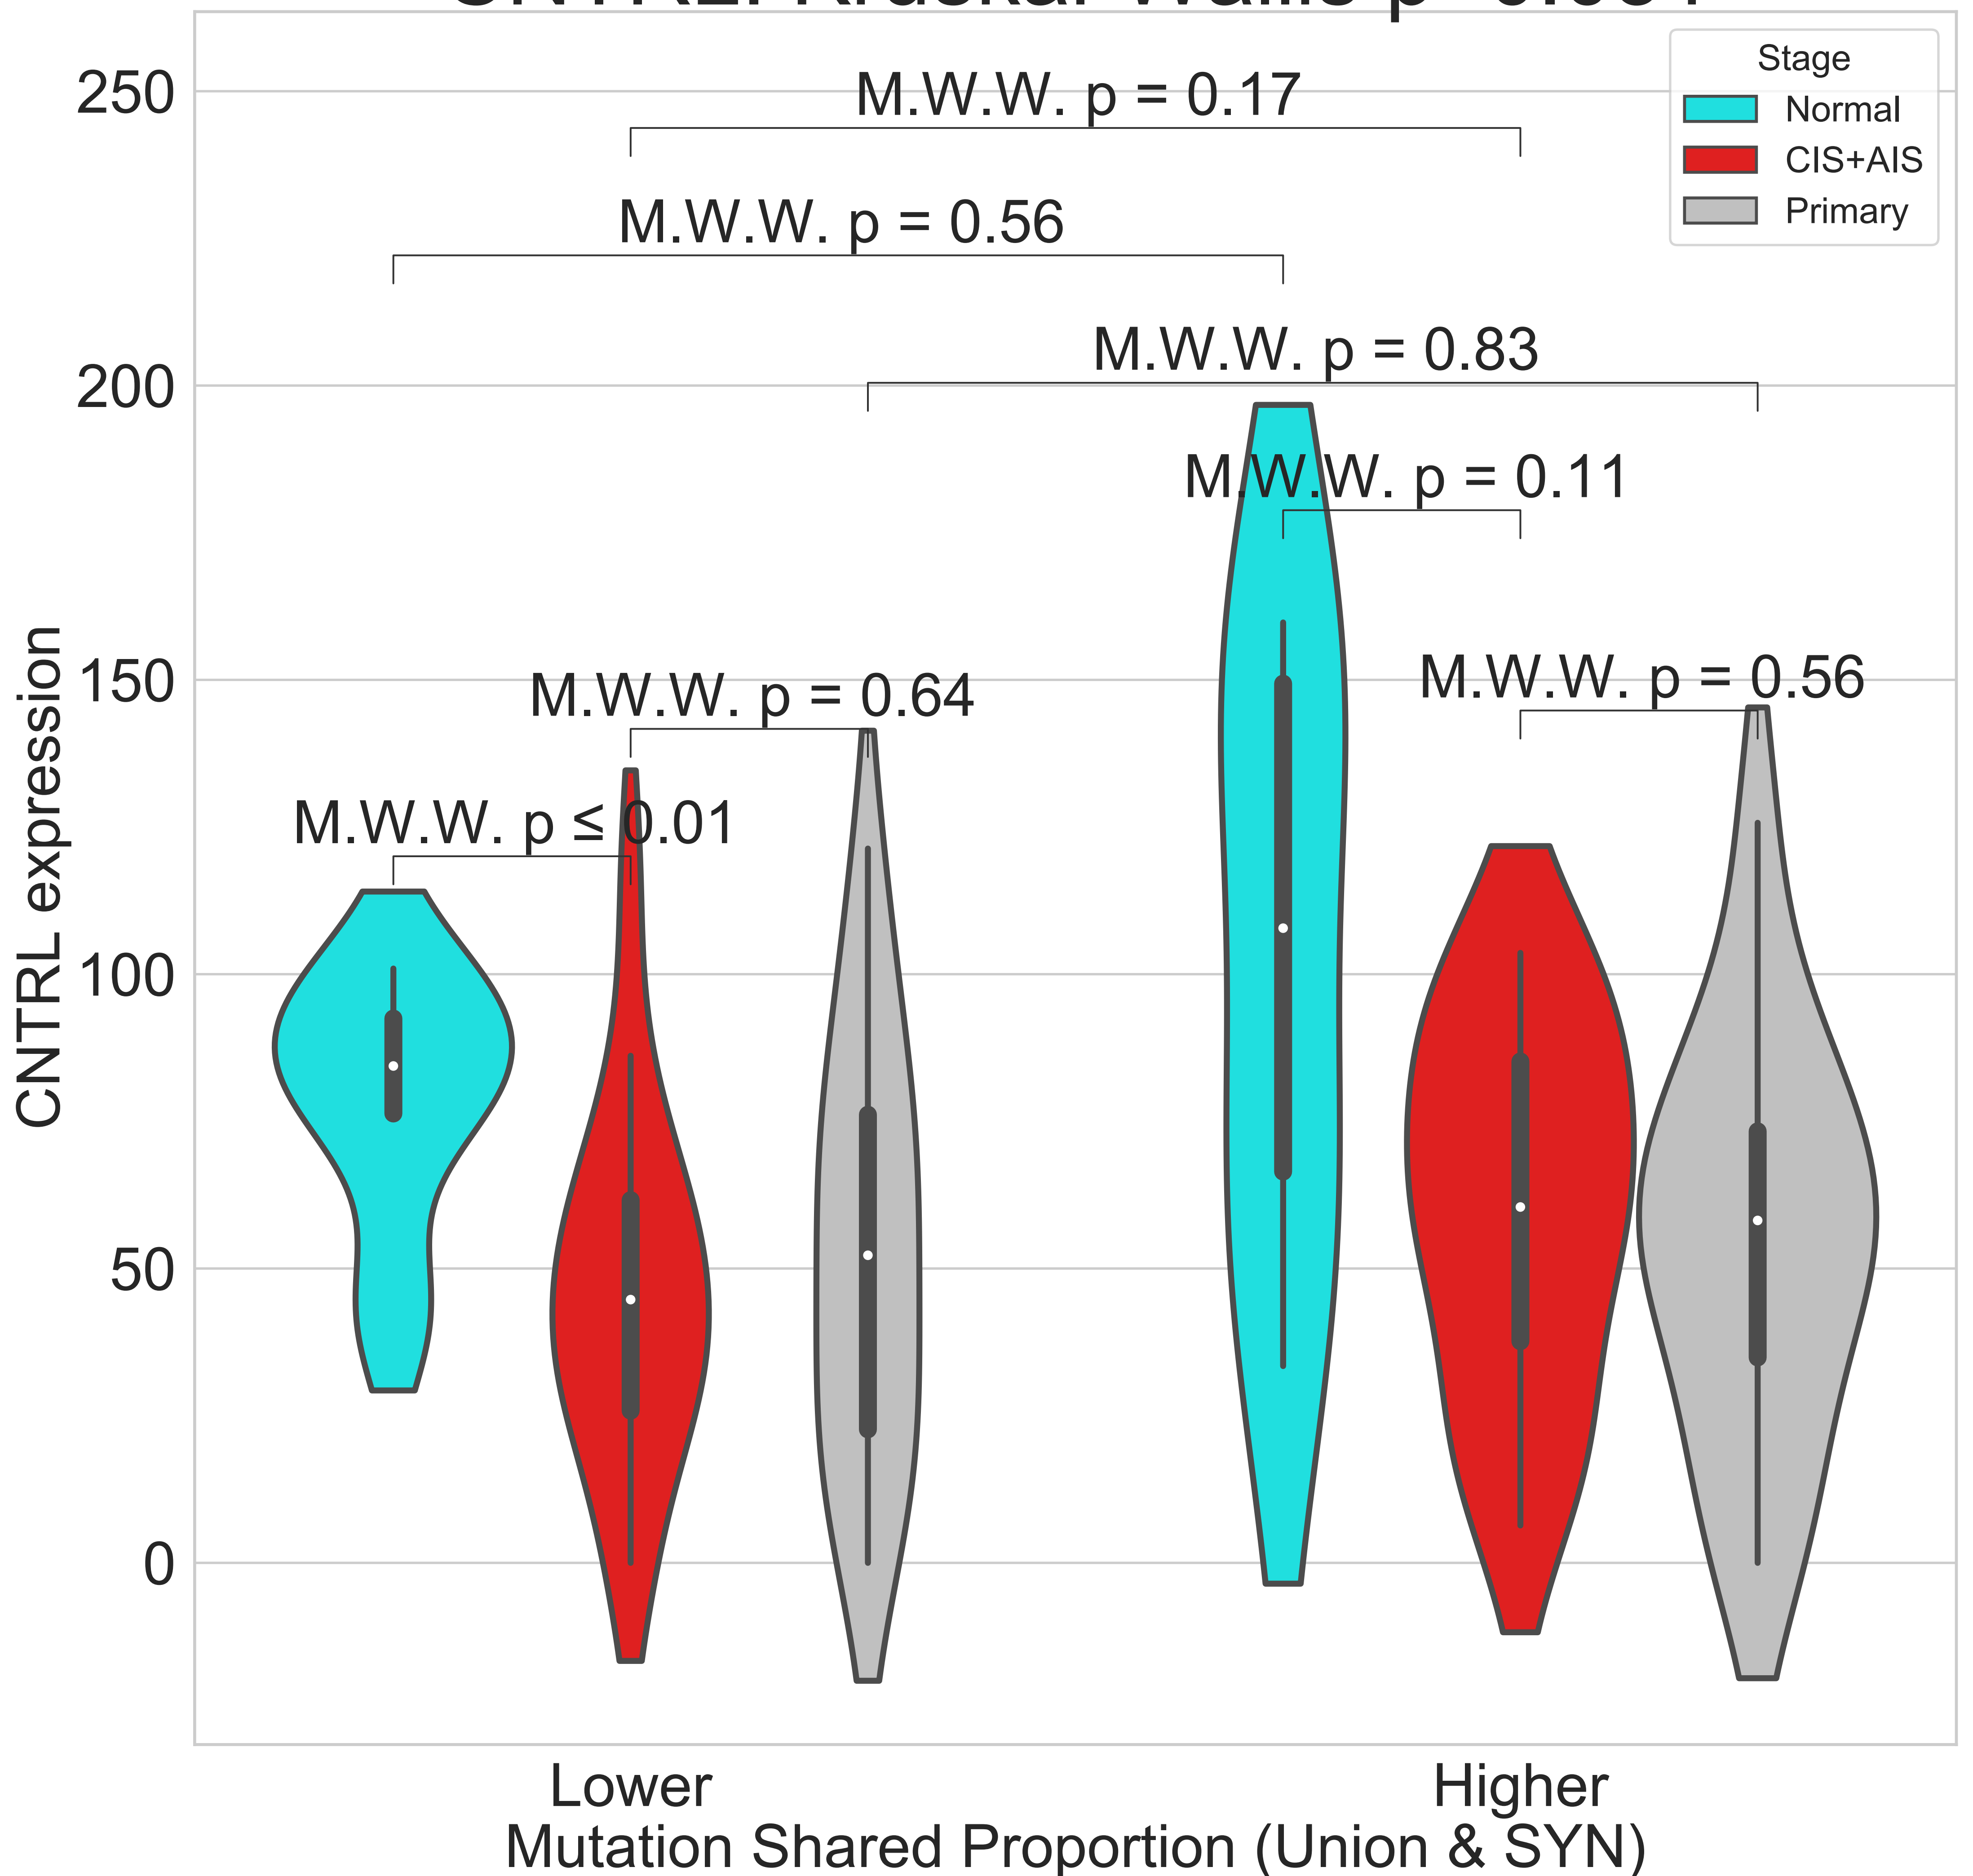 Stage
Normal
CIS+AIS
Primary
M.W.W. p = 0.17
M.W.W. p = 0.56
M.W.W. p = 0.83
M.W.W. p = 0.11
M.W.W. p = 0.64
M.W.W. p = 0.56
M.W.W. p ≤ 0.01
250
200
150
100
50
0
CNTRL expression
Lower
Higher
Mutation Shared Proportion (Union & SYN)